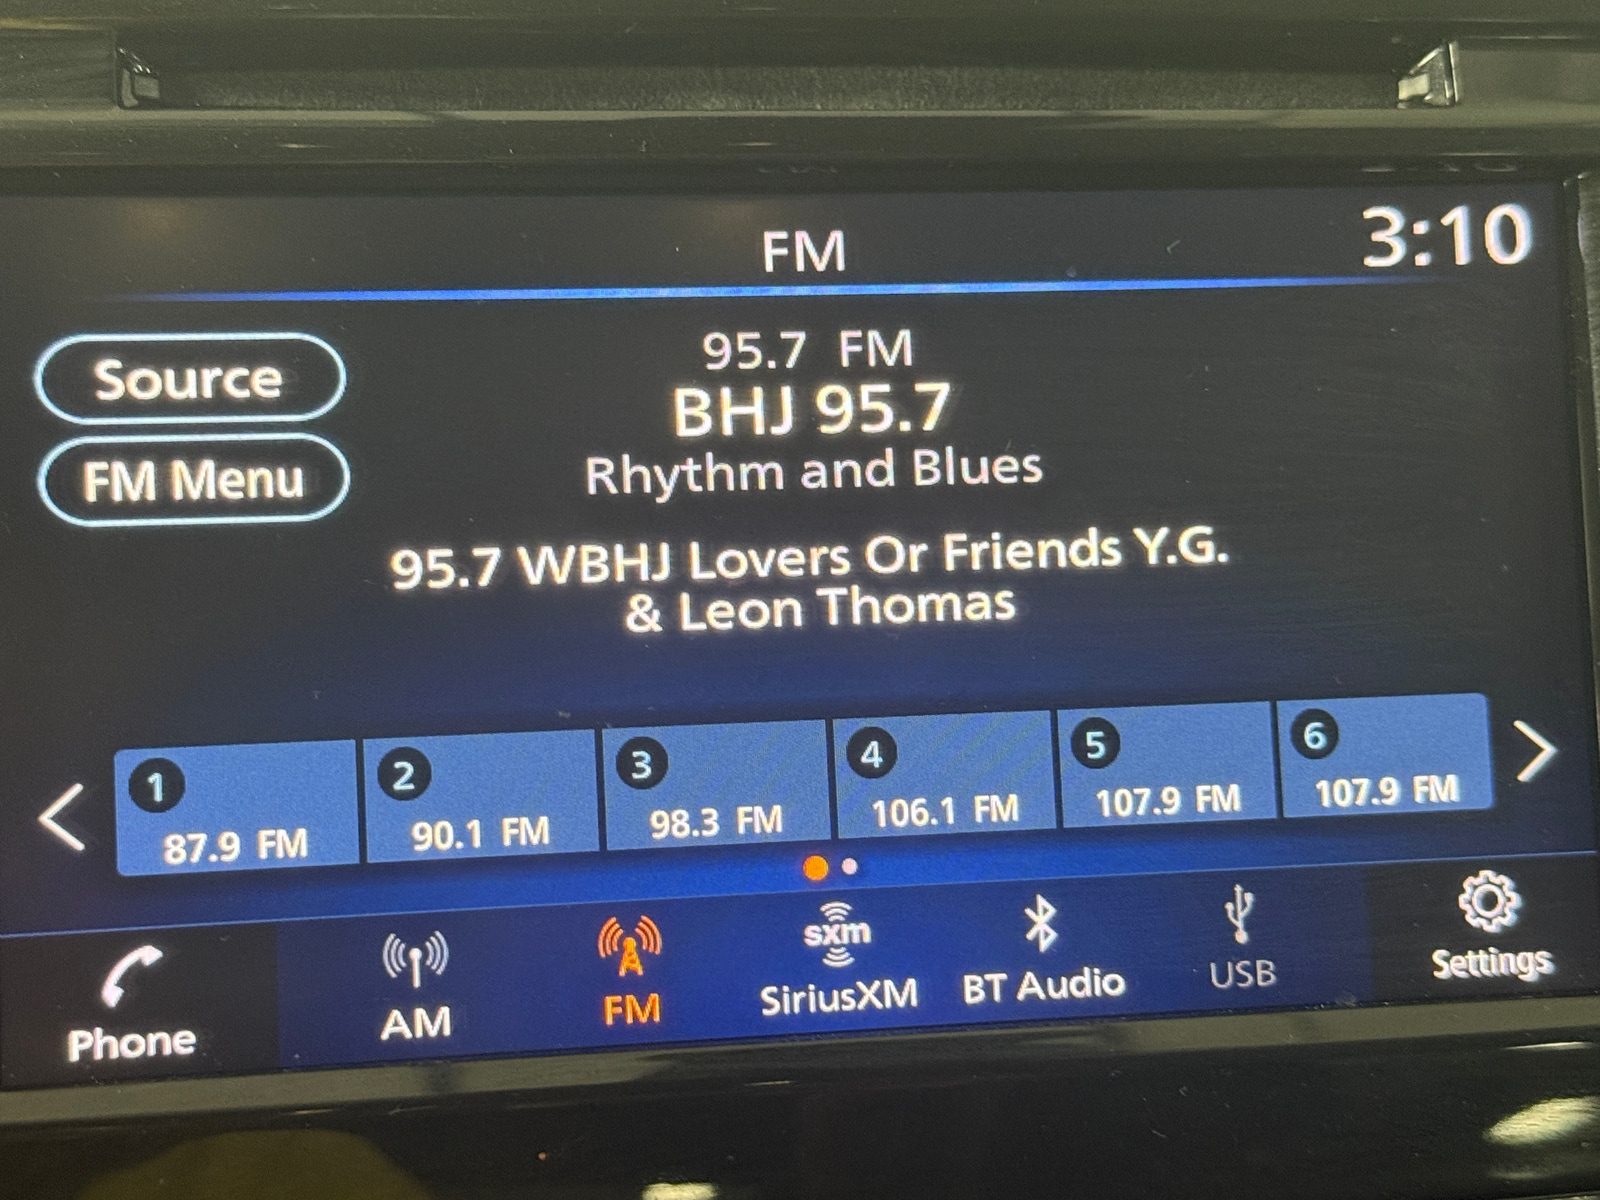 FM
3:10
Source
FM Menu
95.7 FM
BHJ 95.7
Rhythm and Blues
95.7 WBHJ Lovers Or Friends Y.G.
& Leon Thomas
1
87.9 FM
2
90.1 FM
3
98.3 FM
4
106.1 FM
5
107.9 FM
6
107.9 FM
Phone
AM
FM
sxm
SiriusXM
BT Audio
USB
Settings